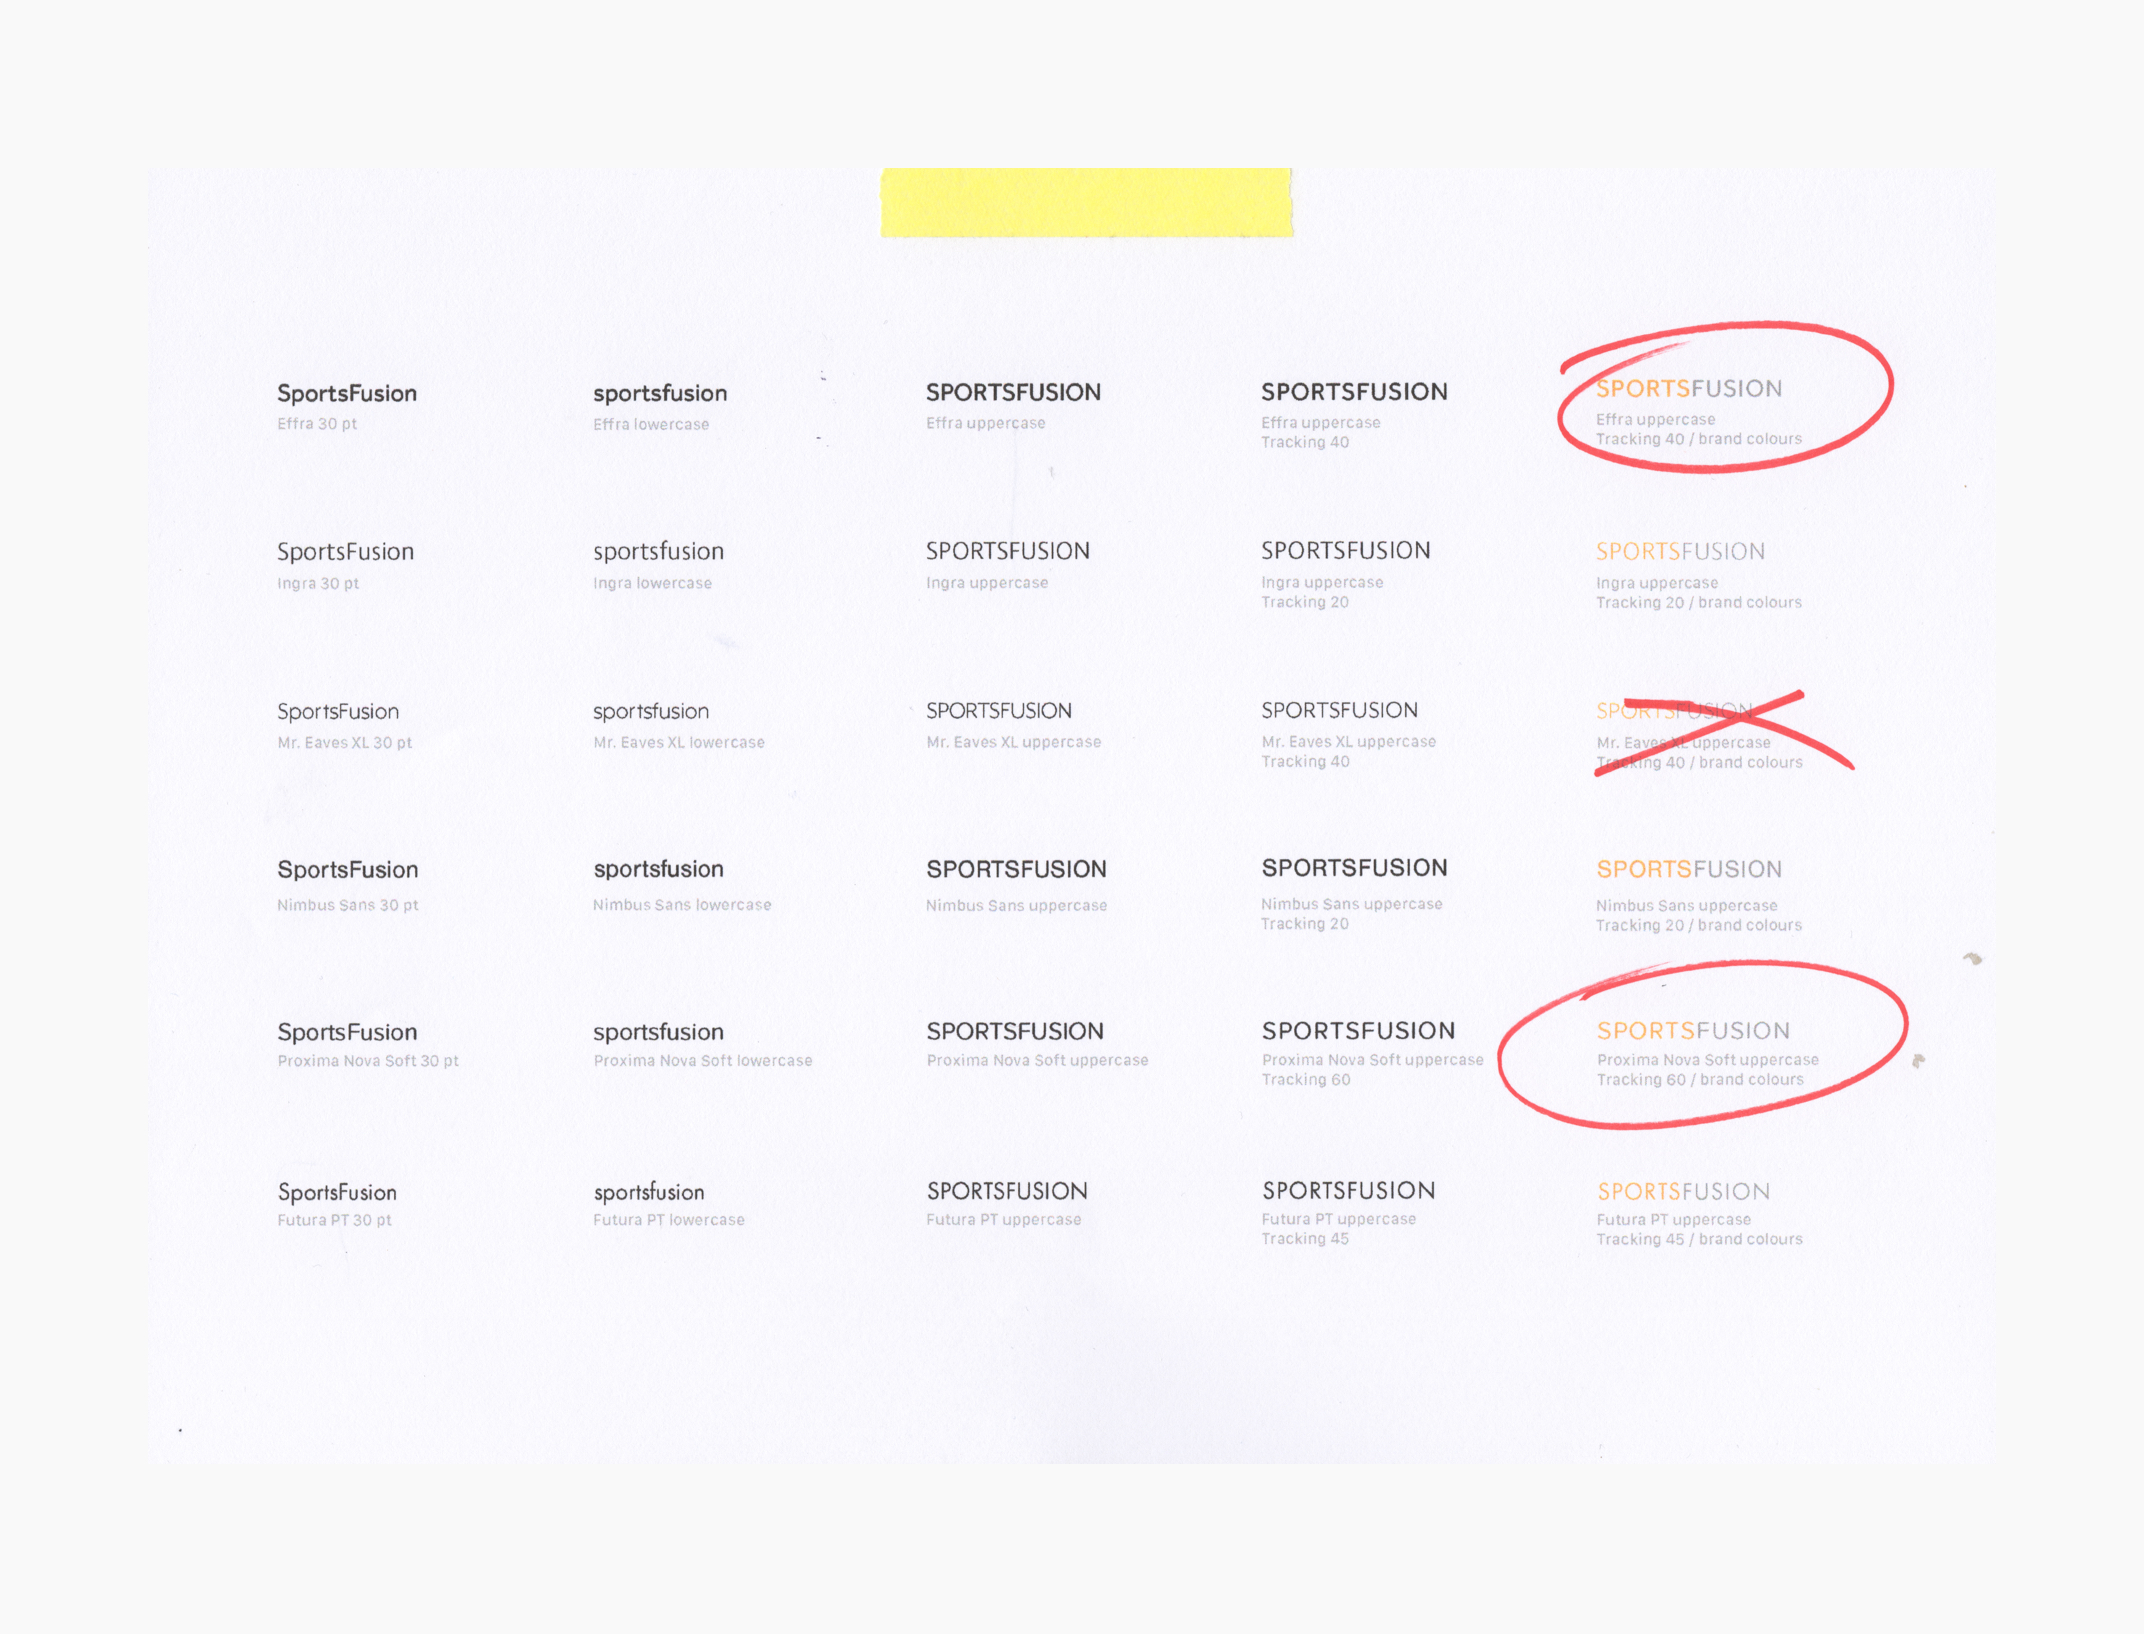 SportsFusion
Effra 30 pt
sportsfusion
Effra lowercase
SPORTSFUSION
Effra uppercase
SPORTSFUSION
Effra uppercase
Tracking 40
SPORTSFUSION
Effra uppercase
Tracking 40 / brand colours
SportsFusion
Ingra 30 pt
sportsfusion
Ingra lowercase
SPORTSFUSION
Ingra uppercase
SPORTSFUSION
Ingra uppercase
Tracking 20
SPORTSFUSION
Ingra uppercase
Tracking 20 / brand colours
SportsFusion
Mr. Eaves XL 30 pt
sportsfusion
Mr. Eaves XL lowercase
SPORTSFUSION
Mr. Eaves XL uppercase
SPORTSFUSION
Mr. Eaves XL uppercase
Tracking 40
SPORTSFUSION
Mr. Eaves XL uppercase
Tracking 40 / brand colours
SportsFusion
Nimbus Sans 30 pt
sportsfusion
Nimbus Sans lowercase
SPORTSFUSION
Nimbus Sans uppercase
SPORTSFUSION
Nimbus Sans uppercase
Tracking 20
SPORTSFUSION
Nimbus Sans uppercase
Tracking 20 / brand colours
SportsFusion
Proxima Nova Soft 30 pt
sportsfusion
Proxima Nova Soft lowercase
SPORTSFUSION
Proxima Nova Soft uppercase
SPORTSFUSION
Proxima Nova Soft uppercase
Tracking 60
SPORTSFUSION
Proxima Nova Soft uppercase
Tracking 60 / brand colours
SportsFusion
Futura PT 30 pt
sportsfusion
Futura PT lowercase
SPORTSFUSION
Futura PT uppercase
SPORTSFUSION
Futura PT uppercase
Tracking 45
SPORTSFUSION
Futura PT uppercase
Tracking 45 / brand colours